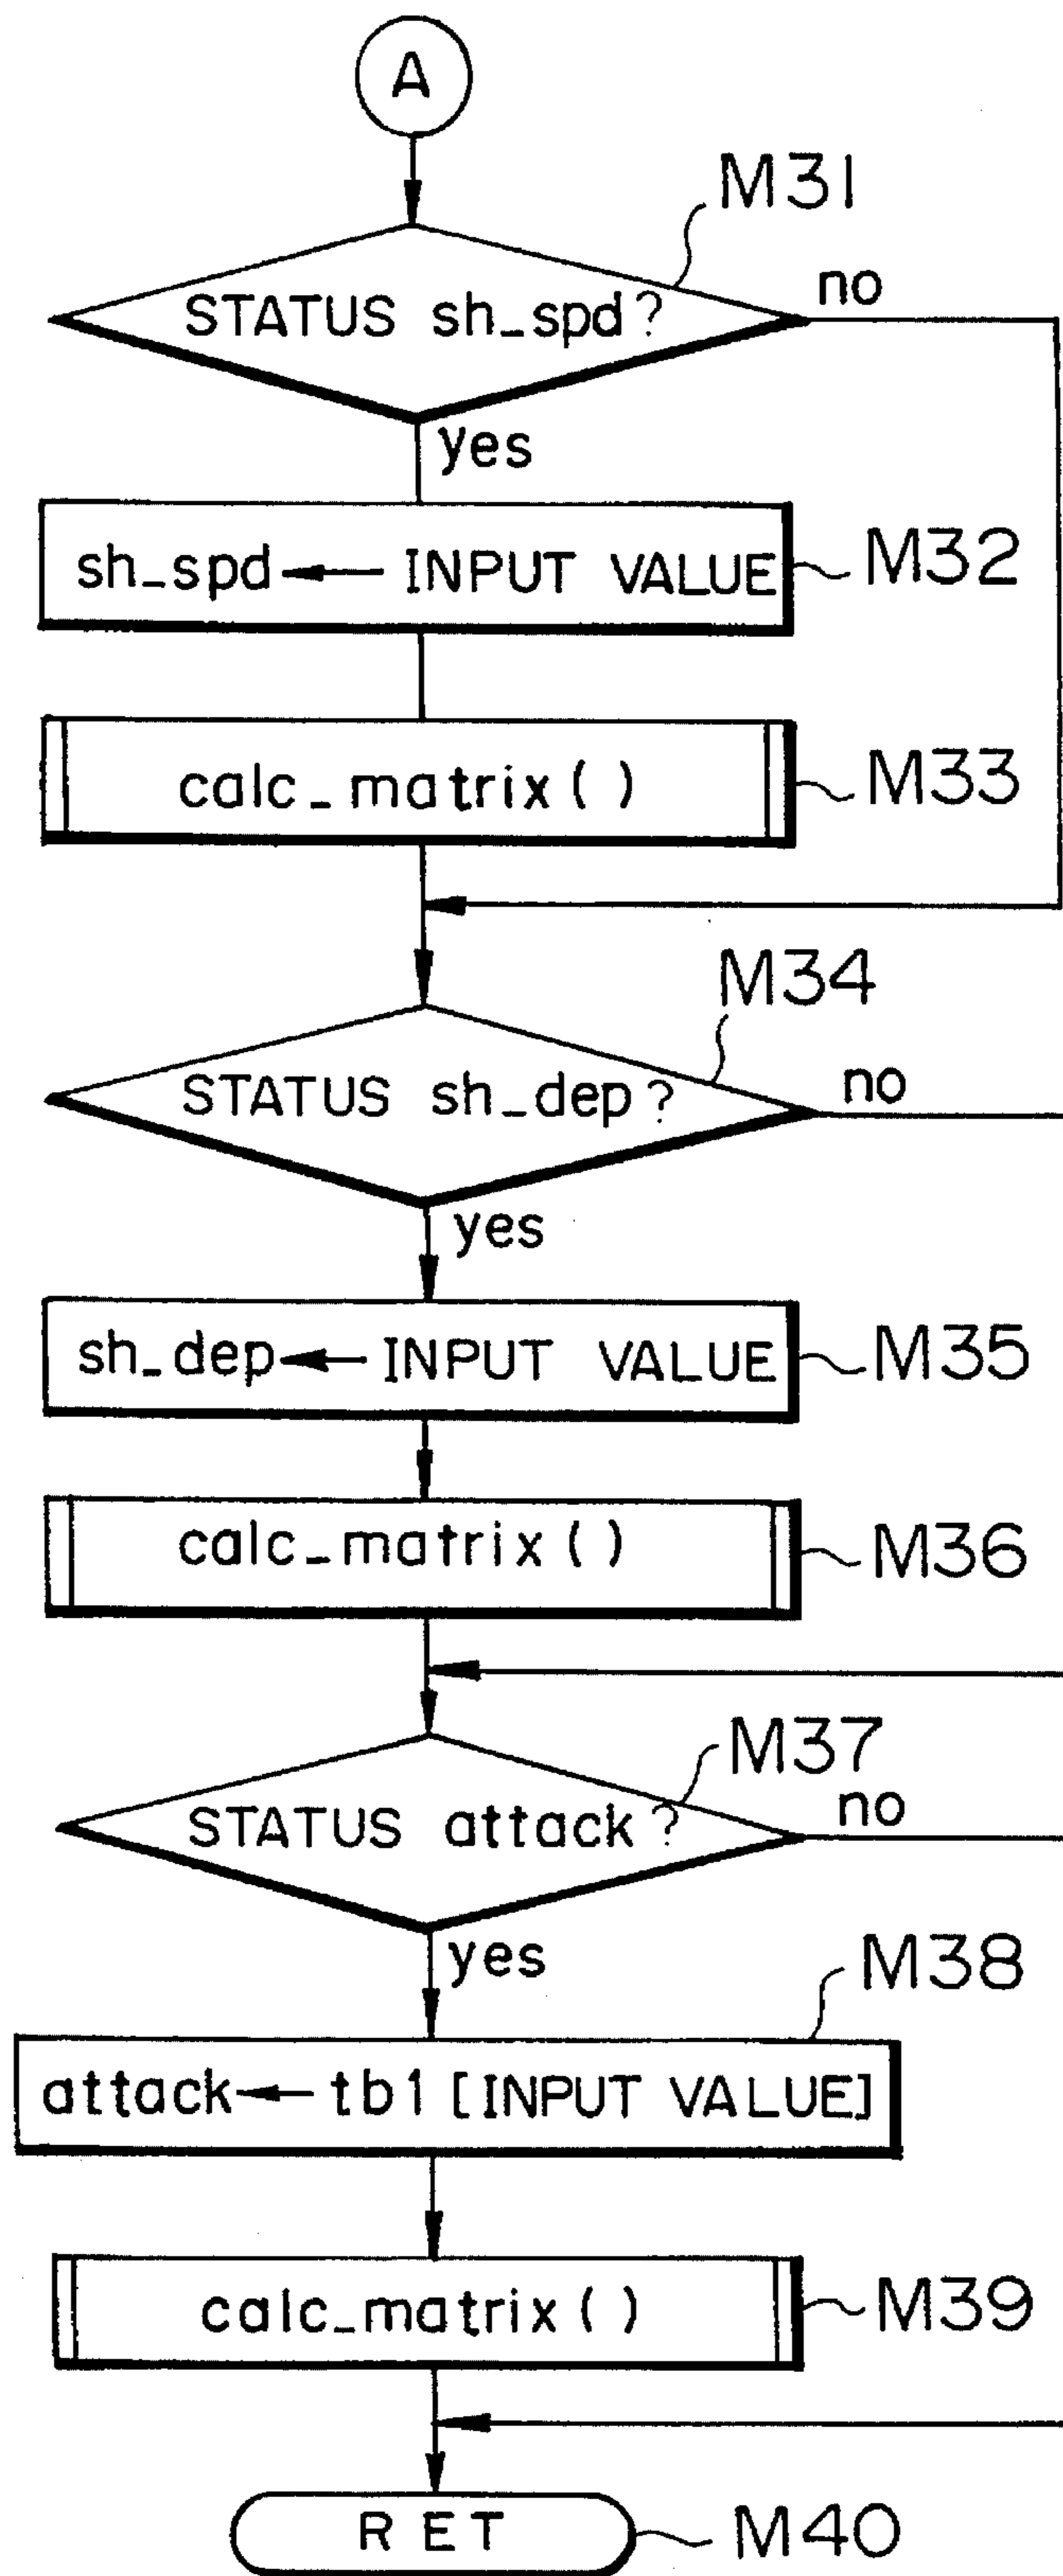 A
M31
STATUS sh_spd?
no
yes
sh_spd ← INPUT VALUE
M32
calc_matrix()
M33
M34
STATUS sh_dep?
no
yes
sh_dep ← INPUT VALUE
M35
calc_matrix()
M36
M37
STATUS attack?
no
yes
M38
attack ← tb1 [INPUT VALUE]
calc_matrix()
M39
RET
M40